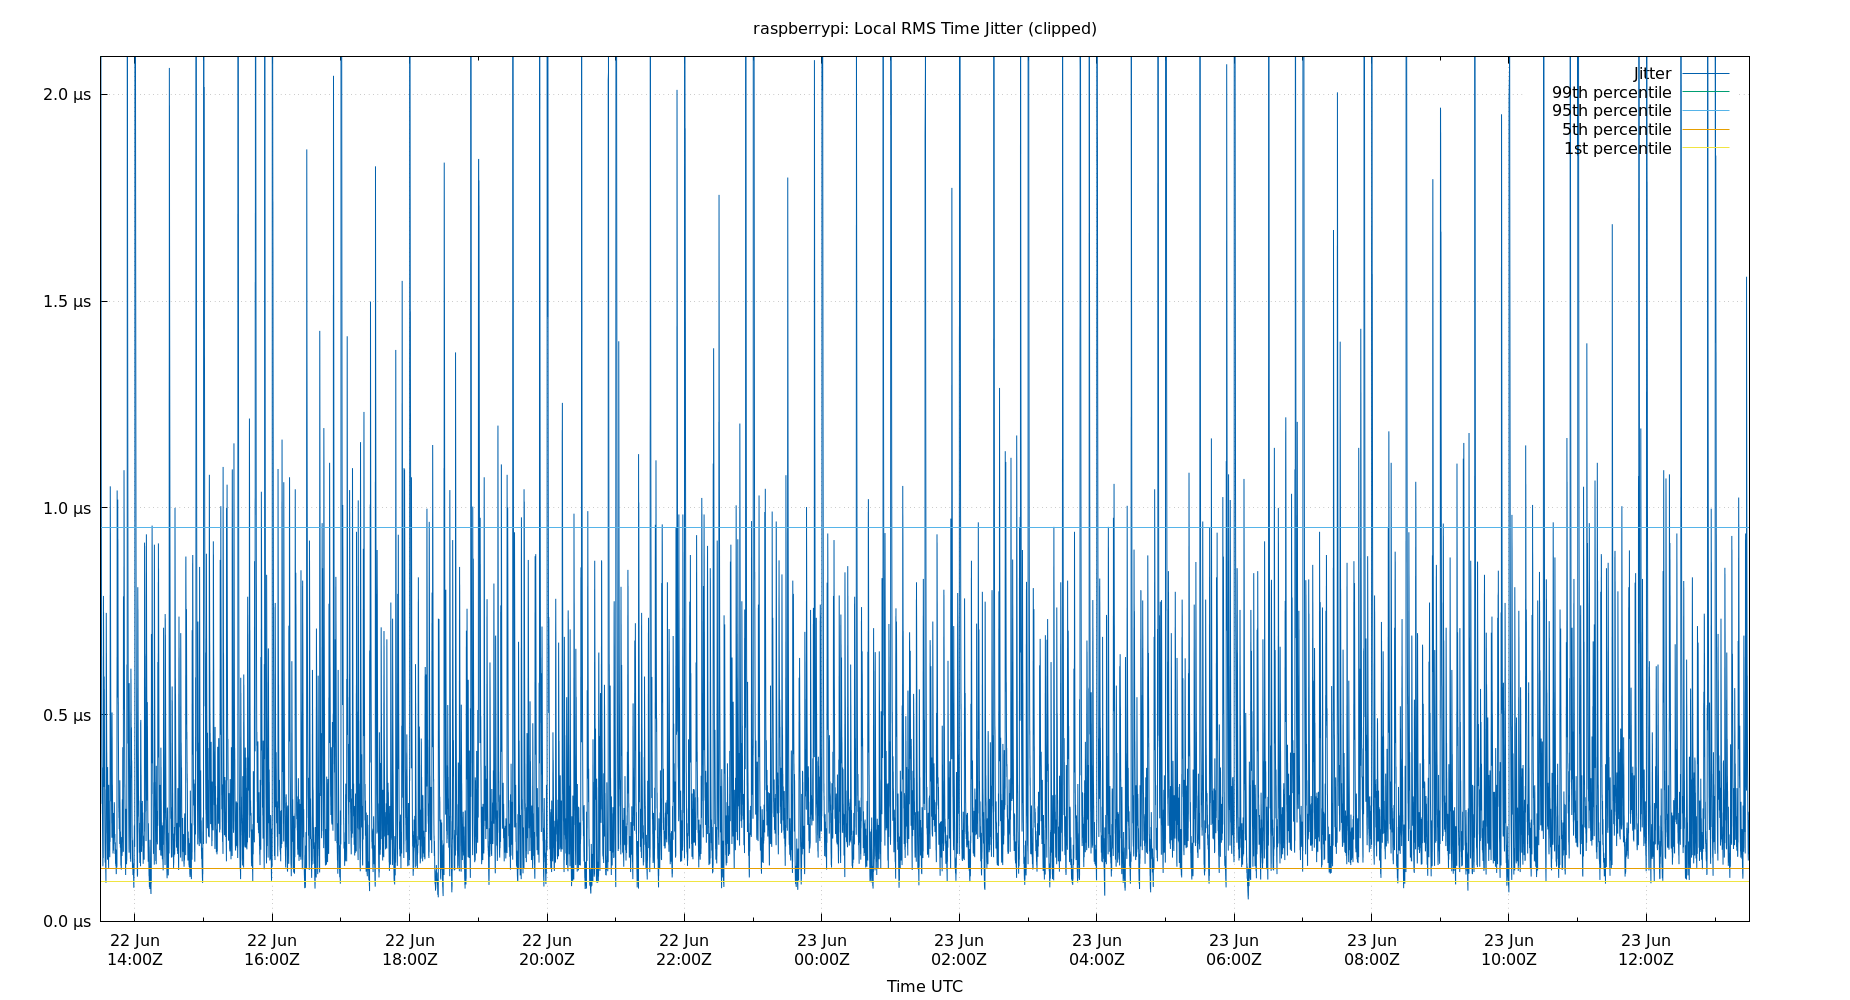 raspberrypi: Local RMS Time Jitter (clipped)
Jitter
99th percentile
95th percentile
5th percentile
1st percentile
2.0 µs
1.5 µs
1.0 µs
0.5 µs
0.0 µs
22 Jun 22 Jun 22 Jun 22 Jun 22 Jun 23 Jun 23 Jun 23 Jun 23 Jun 23 Jun 23 Jun 23 Jun
14:00Z 16:00Z 18:00Z 20:00Z 22:00Z 00:00Z 02:00Z 04:00Z 06:00Z 08:00Z 10:00Z 12:00Z
Time UTC